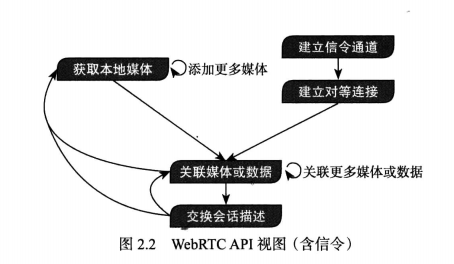 建立信令通道
获取本地媒体
添加更多媒体
建立对等连接
关联媒体或数据
关联更多媒体或数据
交换会话描述
图 2.2 WebRTC API 视图（含信令）